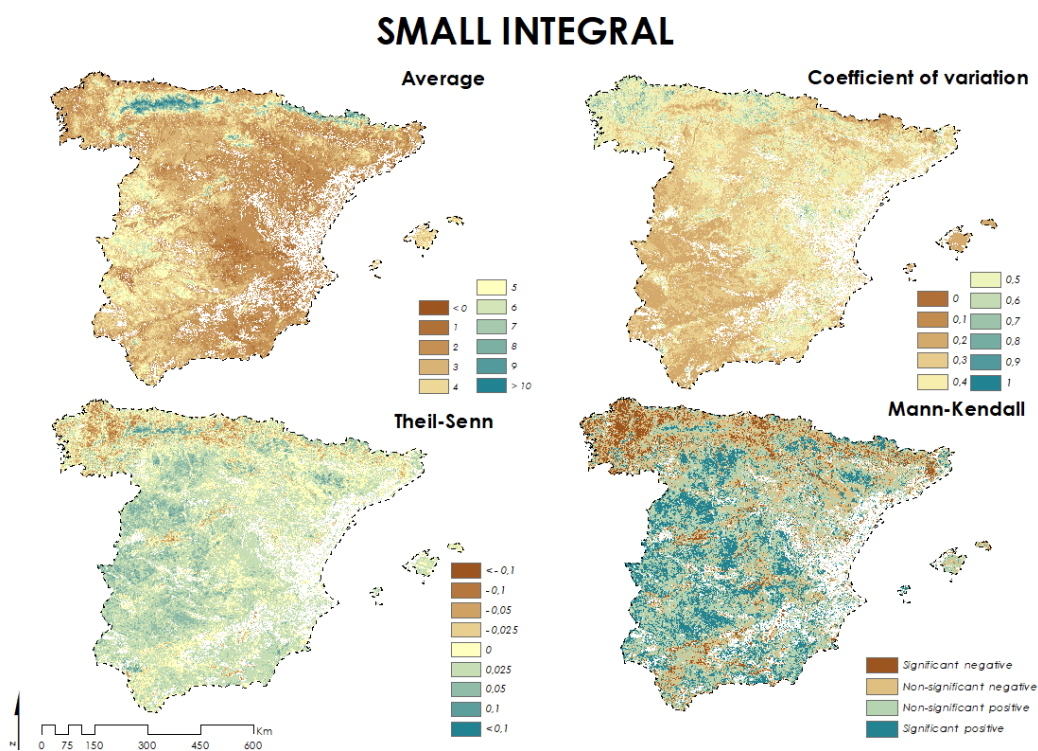 SMALL INTEGRAL
Average
< 0
1
2
3
4
5
6
7
8
9
> 10
Coefficient of variation
0
0,1
0,2
0,3
0,4
0,5
0,6
0,7
0,8
0,9
1
Theil-Senn
<- 0,1
- 0,1
- 0,05
- 0,025
0
0,025
0,05
0,1
<0,1
Mann-Kendall
Significant negative
Non-significant negative
Non-significant positive
Significant positive
N
Km
0 75 150 300 450 600